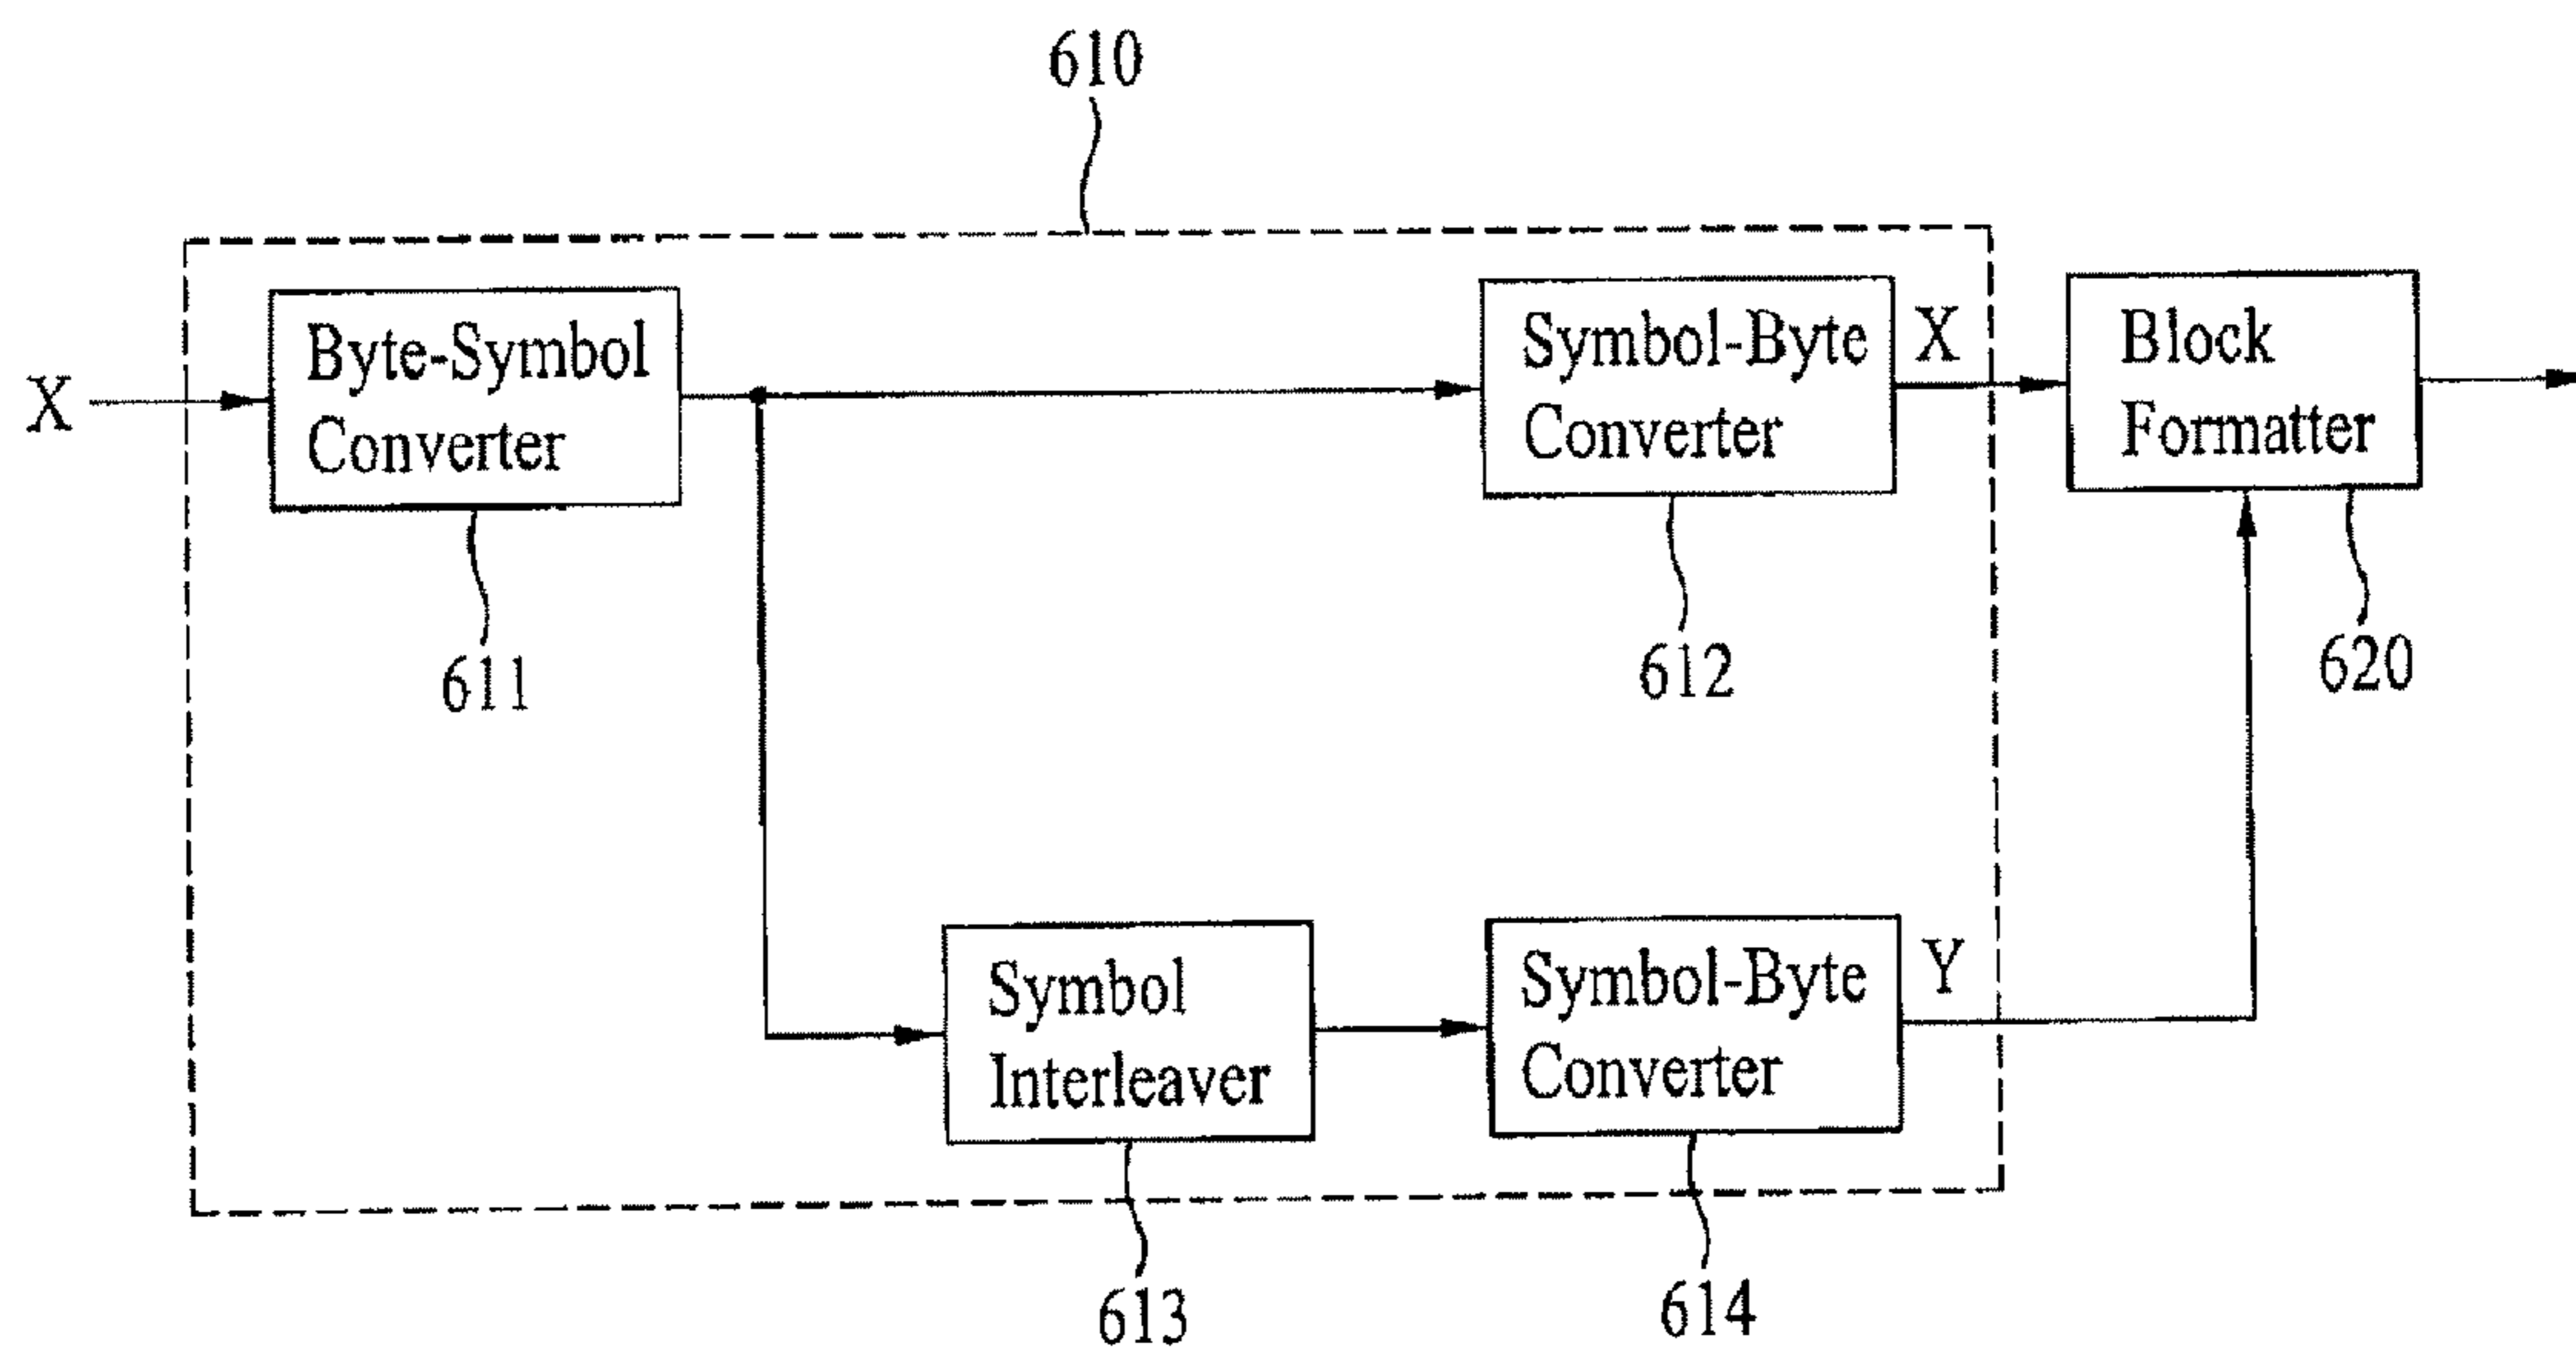 610
X
Byte-Symbol
Converter
611
Symbol-Byte
Converter
612
X
Block
Formatter
620
Symbol
Interleaver
613
Symbol-Byte
Converter
614
Y